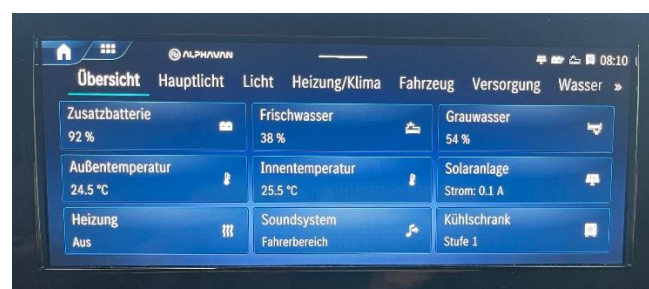 ALPHAVAN
08:10
Übersicht Hauptlicht Licht Heizung/Klima Fahrzeug Versorgung Wasser »
Zusatzbatterie
92 %
Frischwasser
38 %
Grauwasser
54 %
Außentemperatur
24.5 °C
Innentemperatur
25.5 °C
Solaranlage
Strom: 0.1 A
Heizung
Aus
Soundsystem
Fahrerbereich
Kühlschrank
Stufe 1